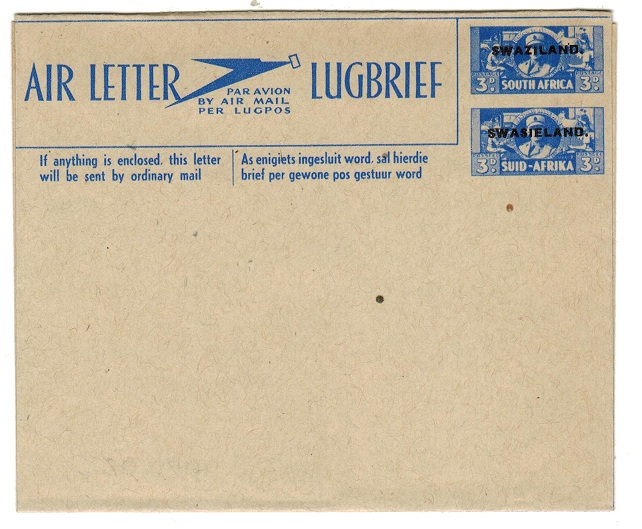 AIR LETTER
PAR AVION
BY AIR MAIL
PER LUGPOS
LUGBRIEF
SWAZILAND.
SOUTH AFRICA
3D. 3D.
SWASIELAND.
SUID-AFRIKA
3D. 3D.
If anything is enclosed, this letter
will be sent by ordinary mail
As enigiets ingesluit word, sal hierdie
brief per gewone pos gestuur word